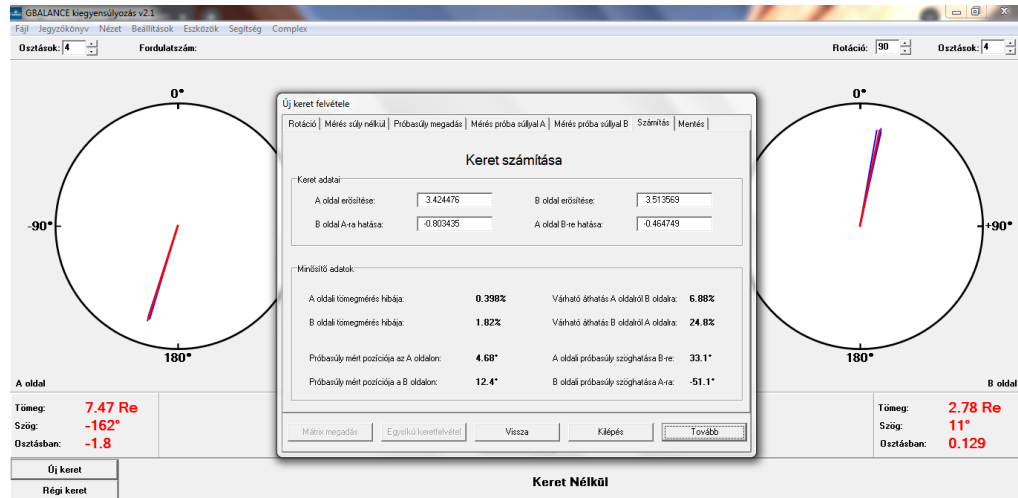 GBALANCE kiegyensúlyozás v2.1
Fájl Jegyzőkönyv Nézet Beállítások Eszközök Segítség Complex
Osztások: 4 Fordulatszám: Rotáció: 90 Osztások: 4
0°
-90°
180°
A oldal
Új keret felvétele
Rotáció Mérés súly nélkül Próbasúly megadás Mérés próba súllyal A Mérés próba súllyal B Számítás Mentés
Keret számítása
Keret adatai
A oldal erősítése: 3.424476 B oldal erősítése: 3.513569
B oldal A-ra hatása: -0.803435 A oldal B-re hatása: -0.464749
Minősítő adatok
A oldali tömegmérés hibája: 0.398% Várható áthatás A oldalról B oldalra: 6.88%
B oldali tömegmérés hibája: 1.82% Várható áthatás B oldalról A oldalra: 24.8%
Próbasúly mért pozíciója az A oldalon: 4.68° A oldali próbasúly szöghatása B-re: 33.1°
Próbasúly mért pozíciója a B oldalon: 12.4° B oldali próbasúly szöghatása A-ra: -51.1°
Mátrix megadás Egysíkú keretfelvétel Vissza Kilépés Tovább
0°
+90°
180°
B oldal
Tömeg: 7.47 Re
Szög: -162°
Osztásban: -1.8
Tömeg: 2.78 Re
Szög: 11°
Osztásban: 0.129
Új keret
Régi keret
Keret Nélkül